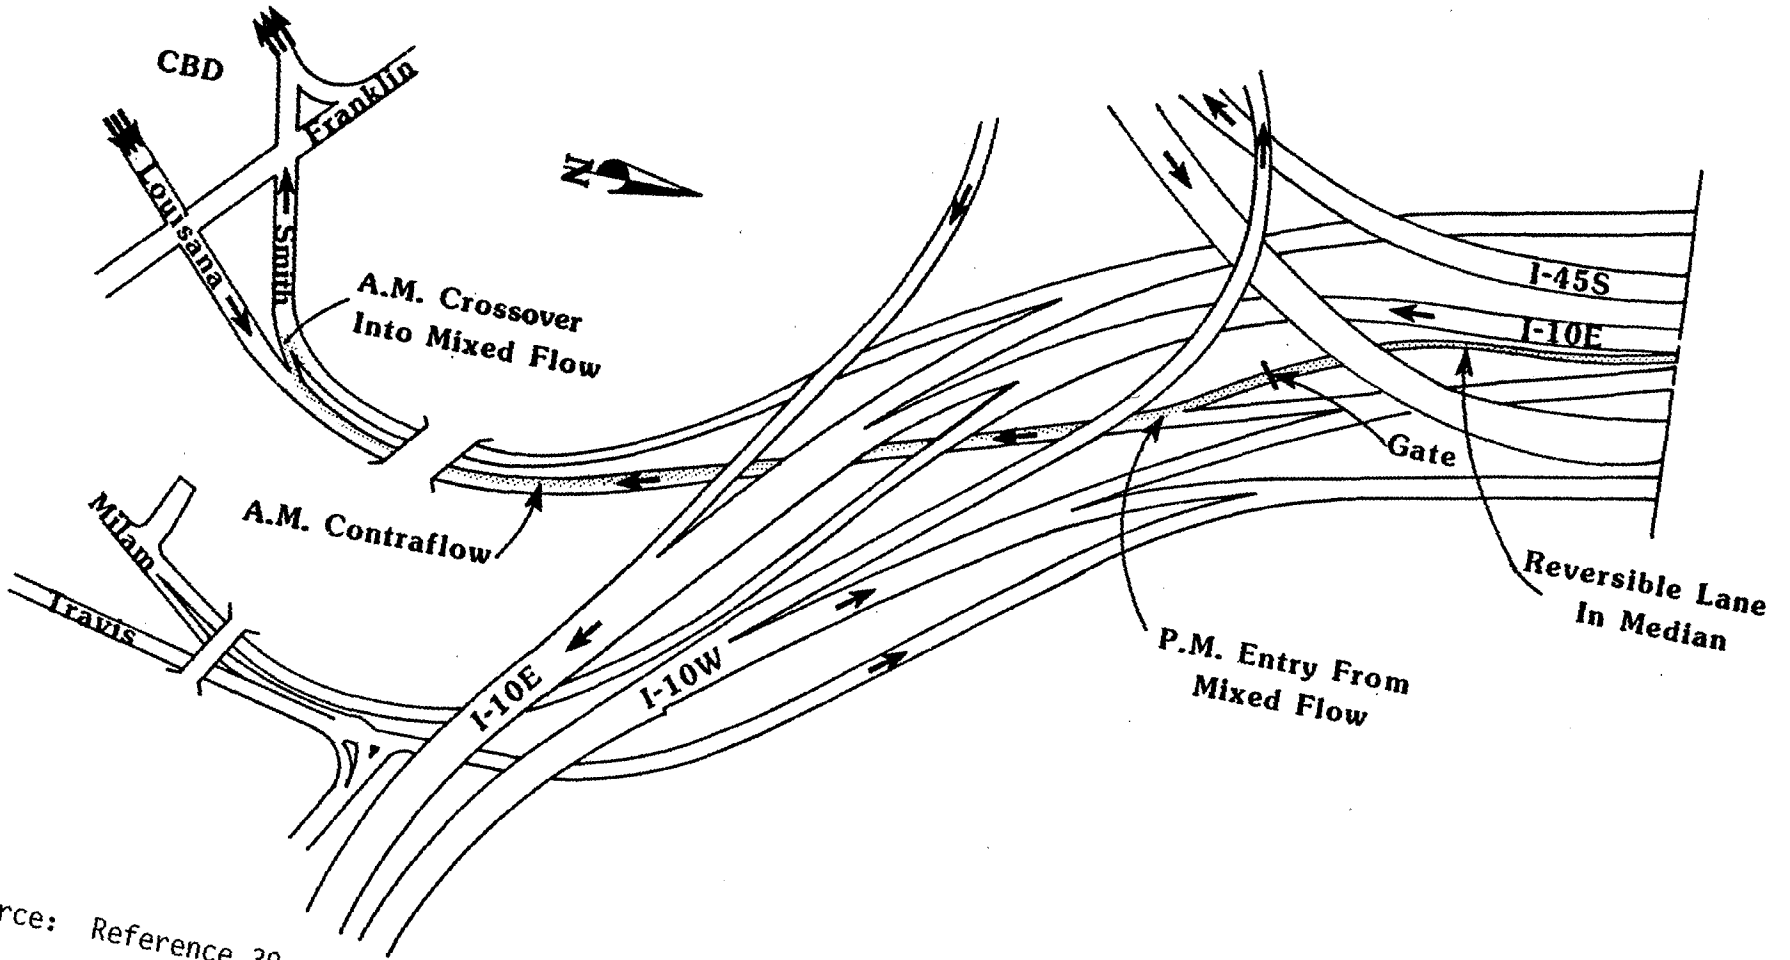 CBD
Franklin
Louisana
Smith
N
A.M. Crossover
Into Mixed Flow
I-45S
I-10E
Gate
A.M. Contraflow
Milam
Travis
Reversible Lane
In Median
P.M. Entry From
Mixed Flow
I-10E
I-10W
rce: Reference